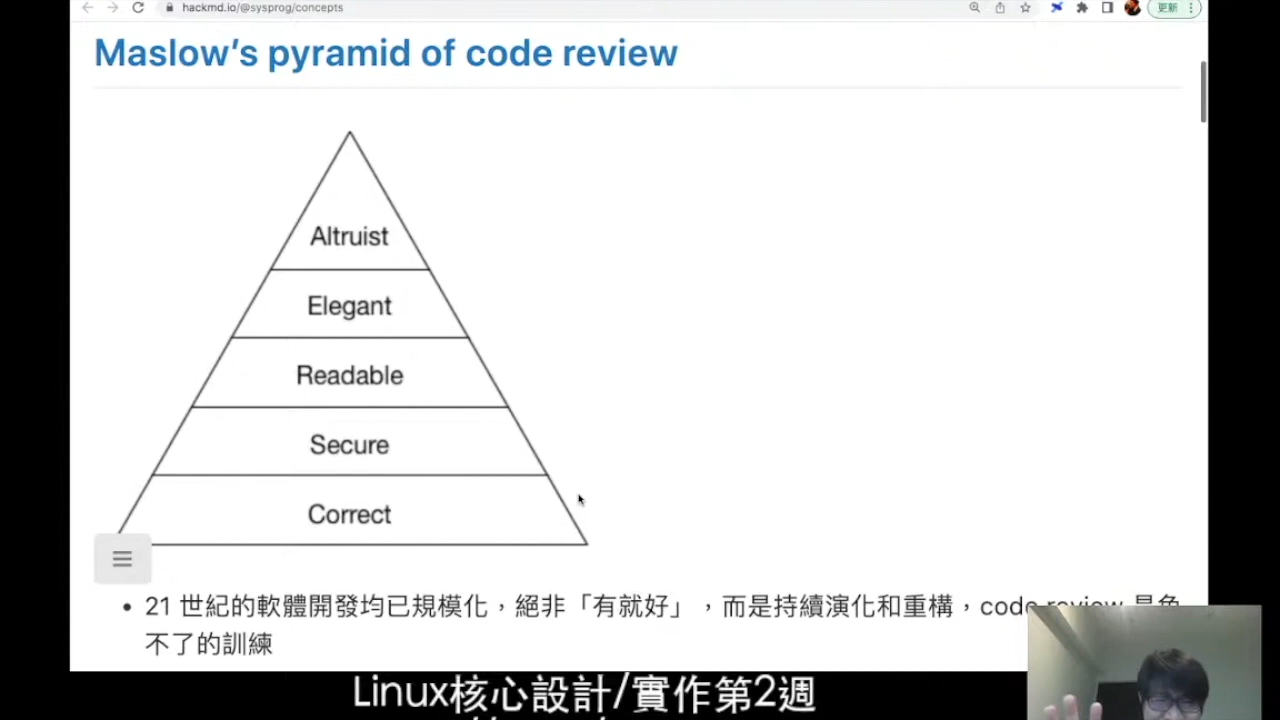 hackmd.io/@sysprog/concepts
更新
Maslow's pyramid of code review
Altruist
Elegant
Readable
Secure
Correct
21 世紀的軟體開發均已規模化，絕非「有就好」，而是持續演化和重構，code review 是免
不了的訓練
Linux核心設計/實作第2週